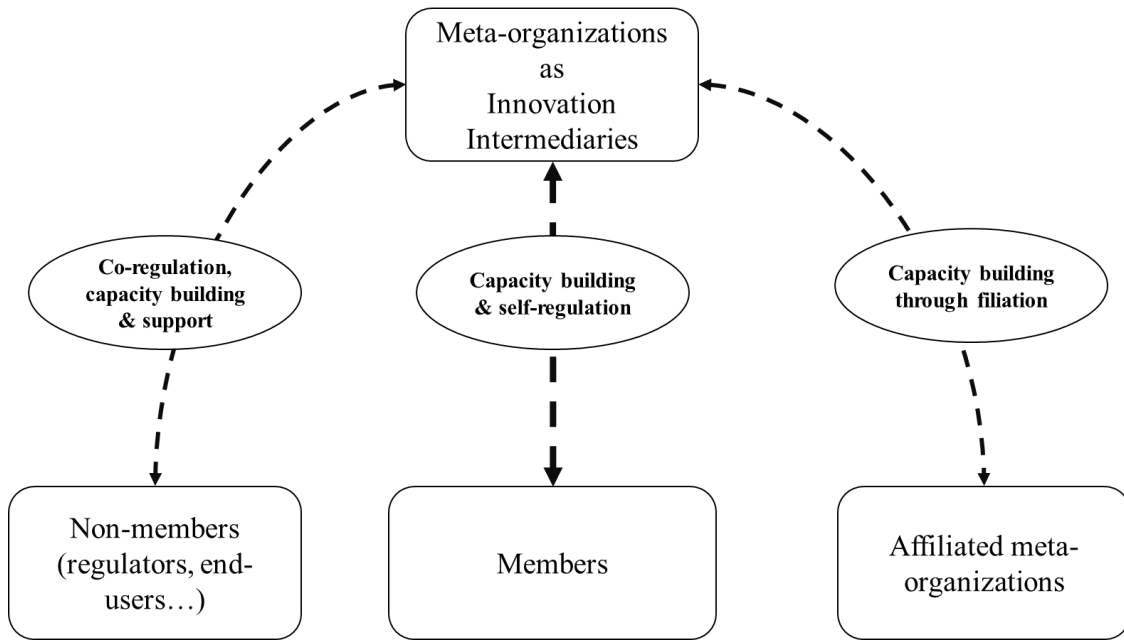 Meta-organizations
as
Innovation
Intermediaries
Co-regulation,
capacity building
& support
Capacity building
& self-regulation
Capacity building
through filiation
Non-members
(regulators, end-
users…)
Members
Affiliated meta-
organizations